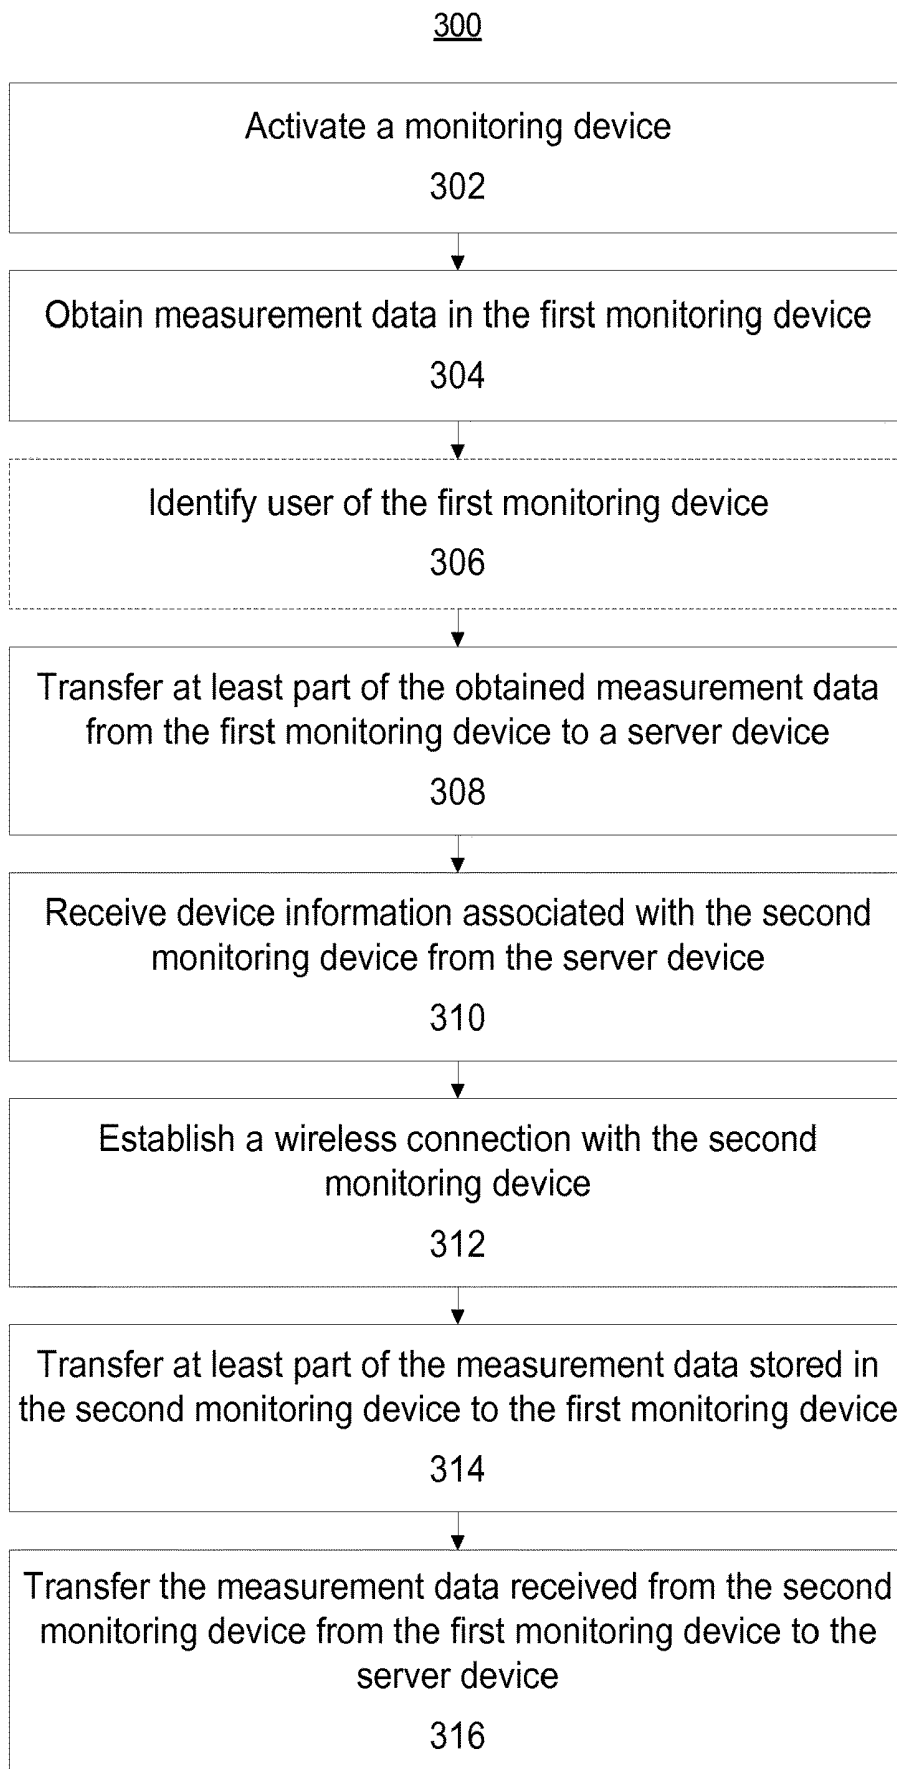 300
Activate a monitoring device
302
Obtain measurement data in the first monitoring device
304
Identify user of the first monitoring device
306
Transfer at least part of the obtained measurement data
from the first monitoring device to a server device
308
Receive device information associated with the second
monitoring device from the server device
310
Establish a wireless connection with the second
monitoring device
312
Transfer at least part of the measurement data stored in
the second monitoring device to the first monitoring device
314
Transfer the measurement data received from the second
monitoring device from the first monitoring device to the
server device
316